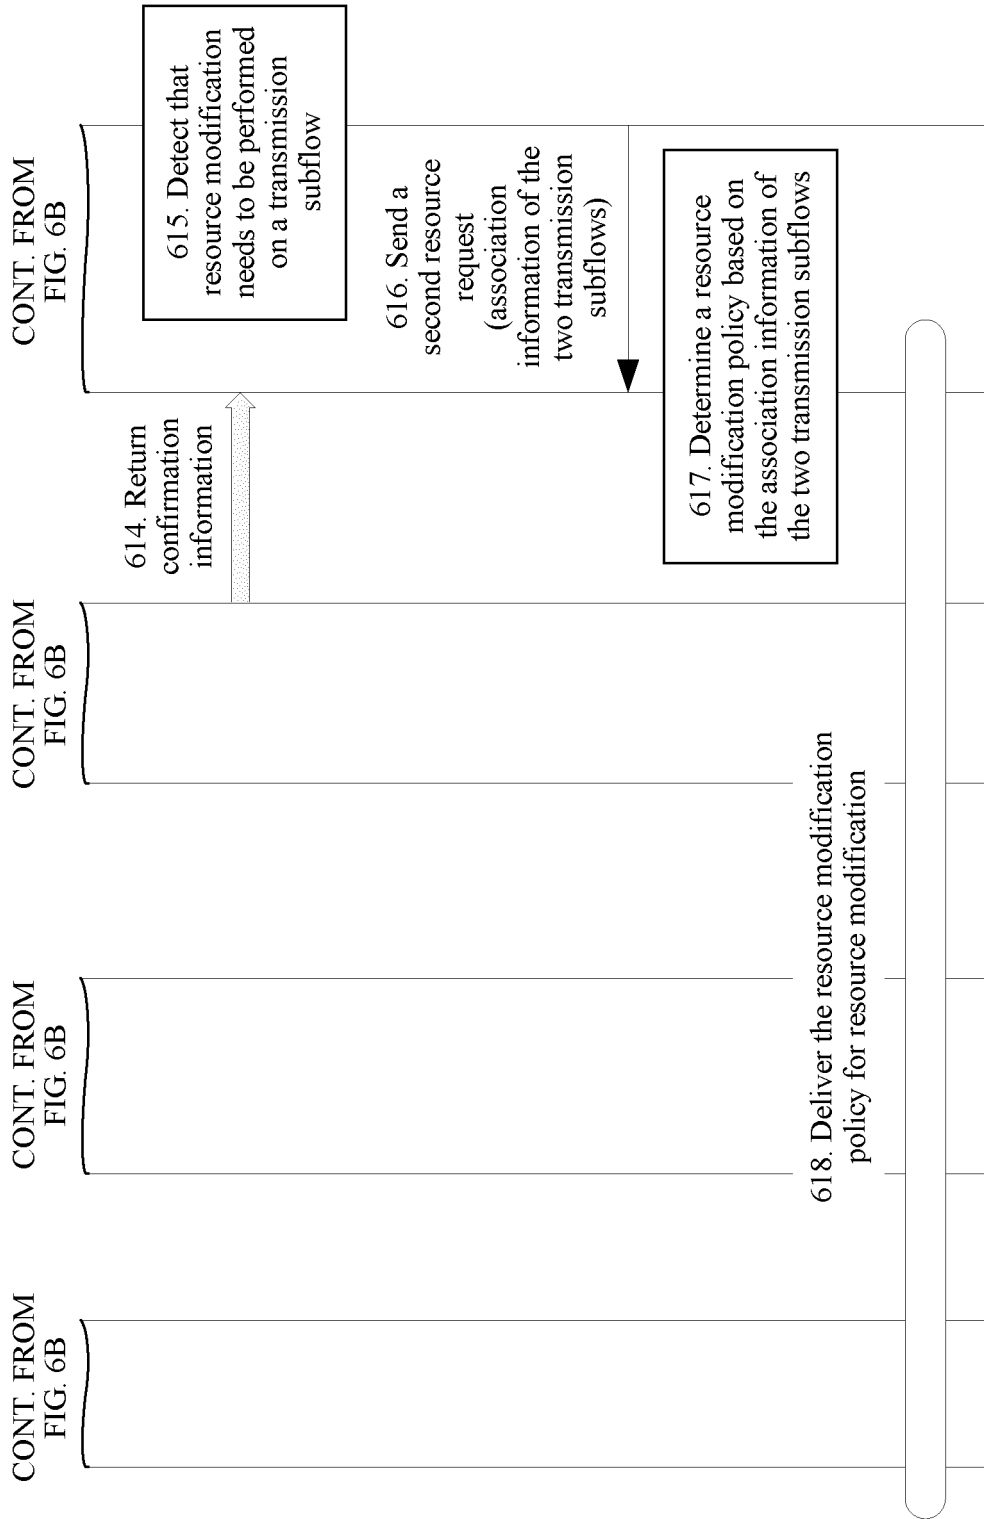 CONT. FROM
FIG. 6B
CONT. FROM
FIG. 6B
CONT. FROM
FIG. 6B
CONT. FROM
FIG. 6B
614. Return
confirmation
information
615. Detect that
resource modification
needs to be performed
on a transmission
subflow
616. Send a
second resource
request
(association
information of the
two transmission
subflows)
617. Determine a resource
modification policy based on
the association information of
the two transmission subflows
618. Deliver the resource modification
policy for resource modification